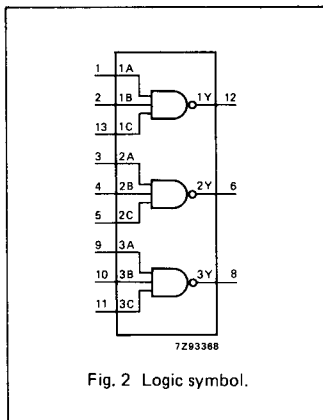 1 1A
2 1B 1Y 12
13 1C
3 2A
4 2B 2Y 6
5 2C
9 3A
10 3B 3Y 8
11 3C
7Z93368
Fig. 2 Logic symbol.